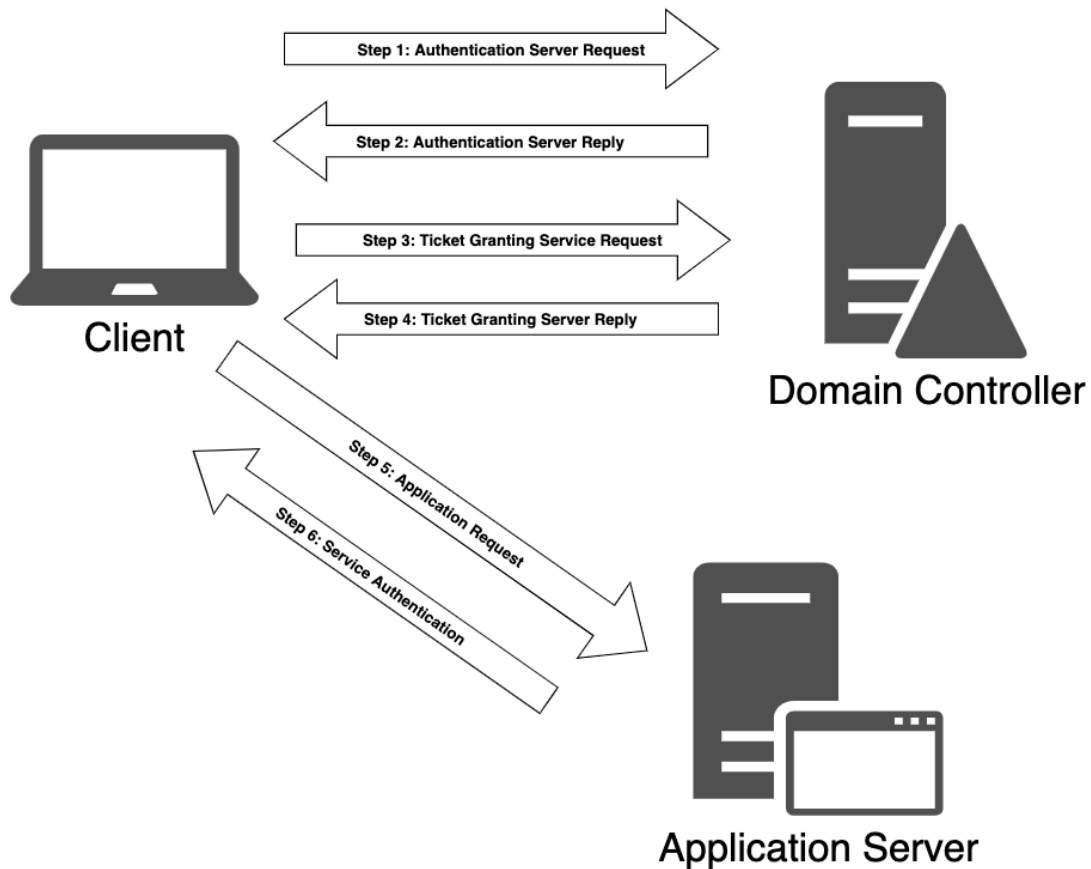 Step 1: Authentication Server Request
Step 2: Authentication Server Reply
Step 3: Ticket Granting Service Request
Step 4: Ticket Granting Server Reply
Client
Domain Controller
Step 5: Application Request
Step 6: Service Authentication
Application Server